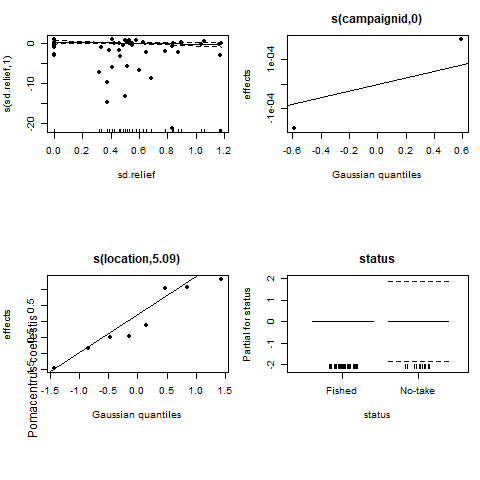 s(sd.relief,1)
-20
-10
0
0.0 0.2 0.4 0.6 0.8 1.0 1.2
sd.relief
s(campaignid,0)
effects
-1e-04
1e-04
-0.6 -0.4 -0.2 0.0 0.2 0.4 0.6
Gaussian quantiles
s(location,5.09)
effects
0.5
Pomacentrus coelestis
-1.5 -1.0 -0.5 0.0 0.5 1.0 1.5
Gaussian quantiles
status
Partial for status
-2 -1 0 1 2
Fished No-take
status